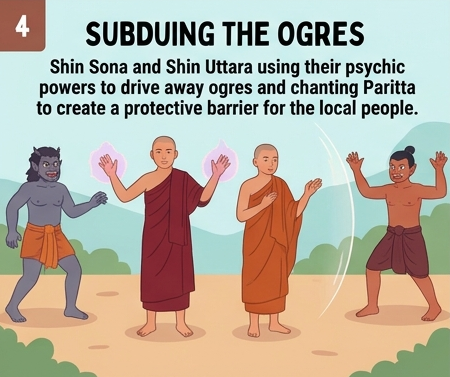 4
SUBDUING THE OGRES
Shin Sona and Shin Uttara using their psychic
powers to drive away ogres and chanting Paritta
to create a protective barrier for the local people.